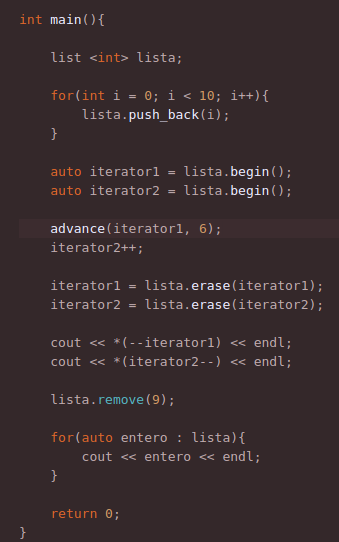 int main(){
list <int> lista;
for(int i = 0; i < 10; i++){
lista.push_back(i);
}
auto iterator1 = lista.begin();
auto iterator2 = lista.begin();
advance(iterator1, 6);
iterator2++;
iterator1 = lista.erase(iterator1);
iterator2 = lista.erase(iterator2);
cout << *(--iterator1) << endl;
cout << *(iterator2--) << endl;
lista.remove(9);
for(auto entero : lista){
cout << entero << endl;
}
return 0;
}